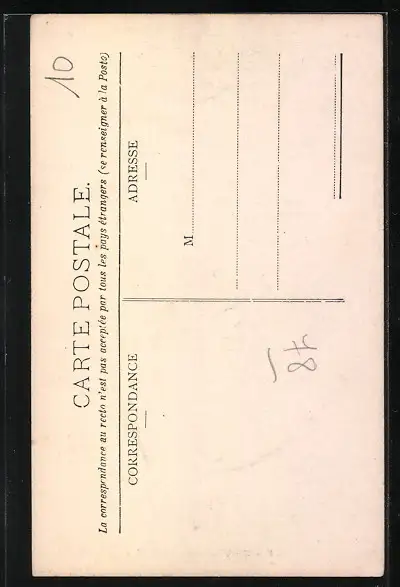 10
CARTE POSTALE.
La correspondance au recto n'est pas acceptée par tous les pays étrangers (se renseigner à la Poste)
CORRESPONDANCE
ADRESSE
M
48